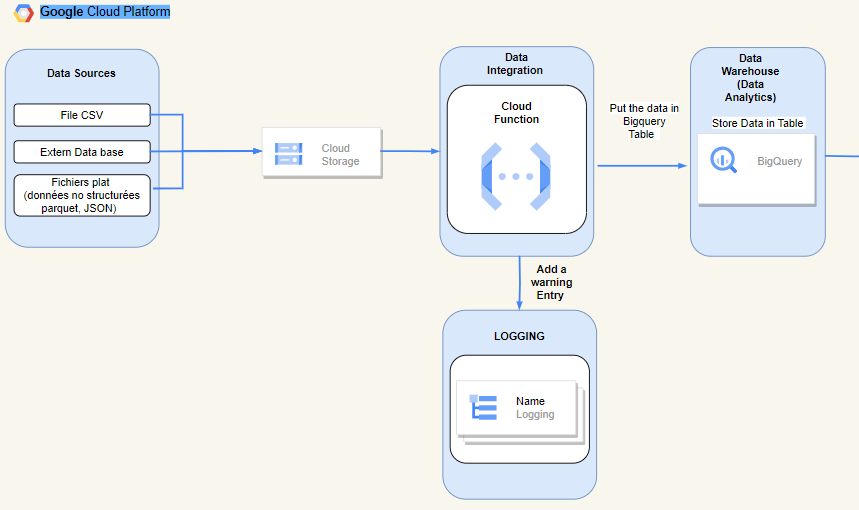 Google Cloud Platform
Data Sources
File CSV
Extern Data base
Fichiers plat
(données no structurées
parquet, JSON)
Cloud
Storage
Data
Integration
Cloud
Function
Put the data in
Bigquery
Table
Data
Warehouse
(Data
Analytics)
Store Data in Table
BigQuery
Add a
warning
Entry
LOGGING
Name
Logging